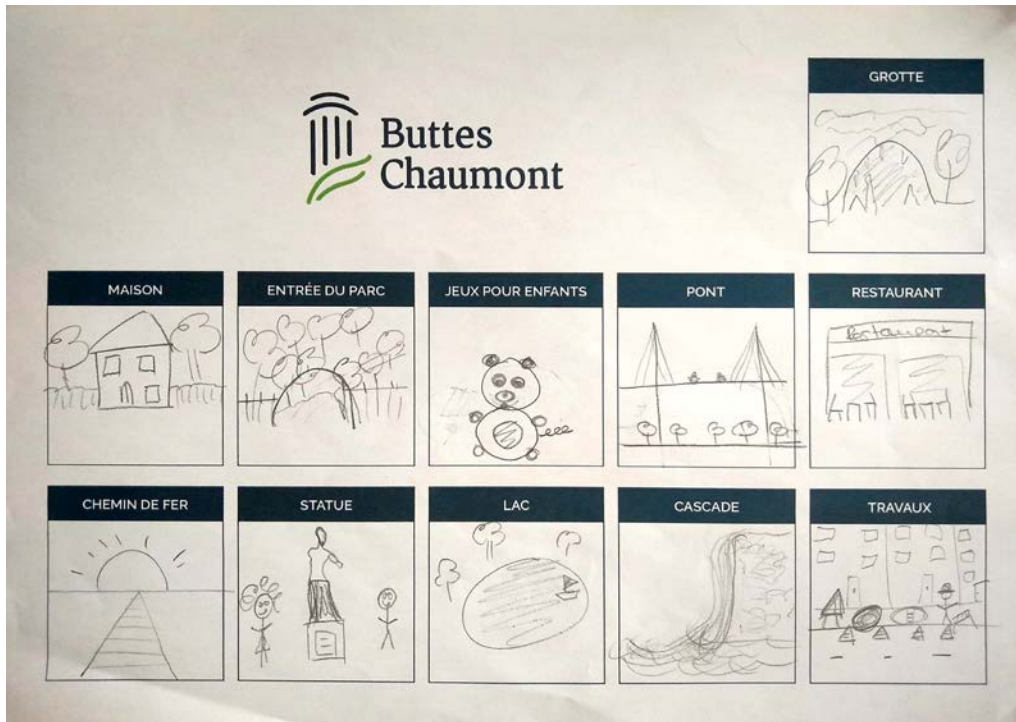 Buttes
Chaumont
GROTTE
MAISON
ENTRÉE DU PARC
JEUX POUR ENFANTS
PONT
RESTAURANT
Restaurant
CHEMIN DE FER
STATUE
LAC
CASCADE
TRAVAUX